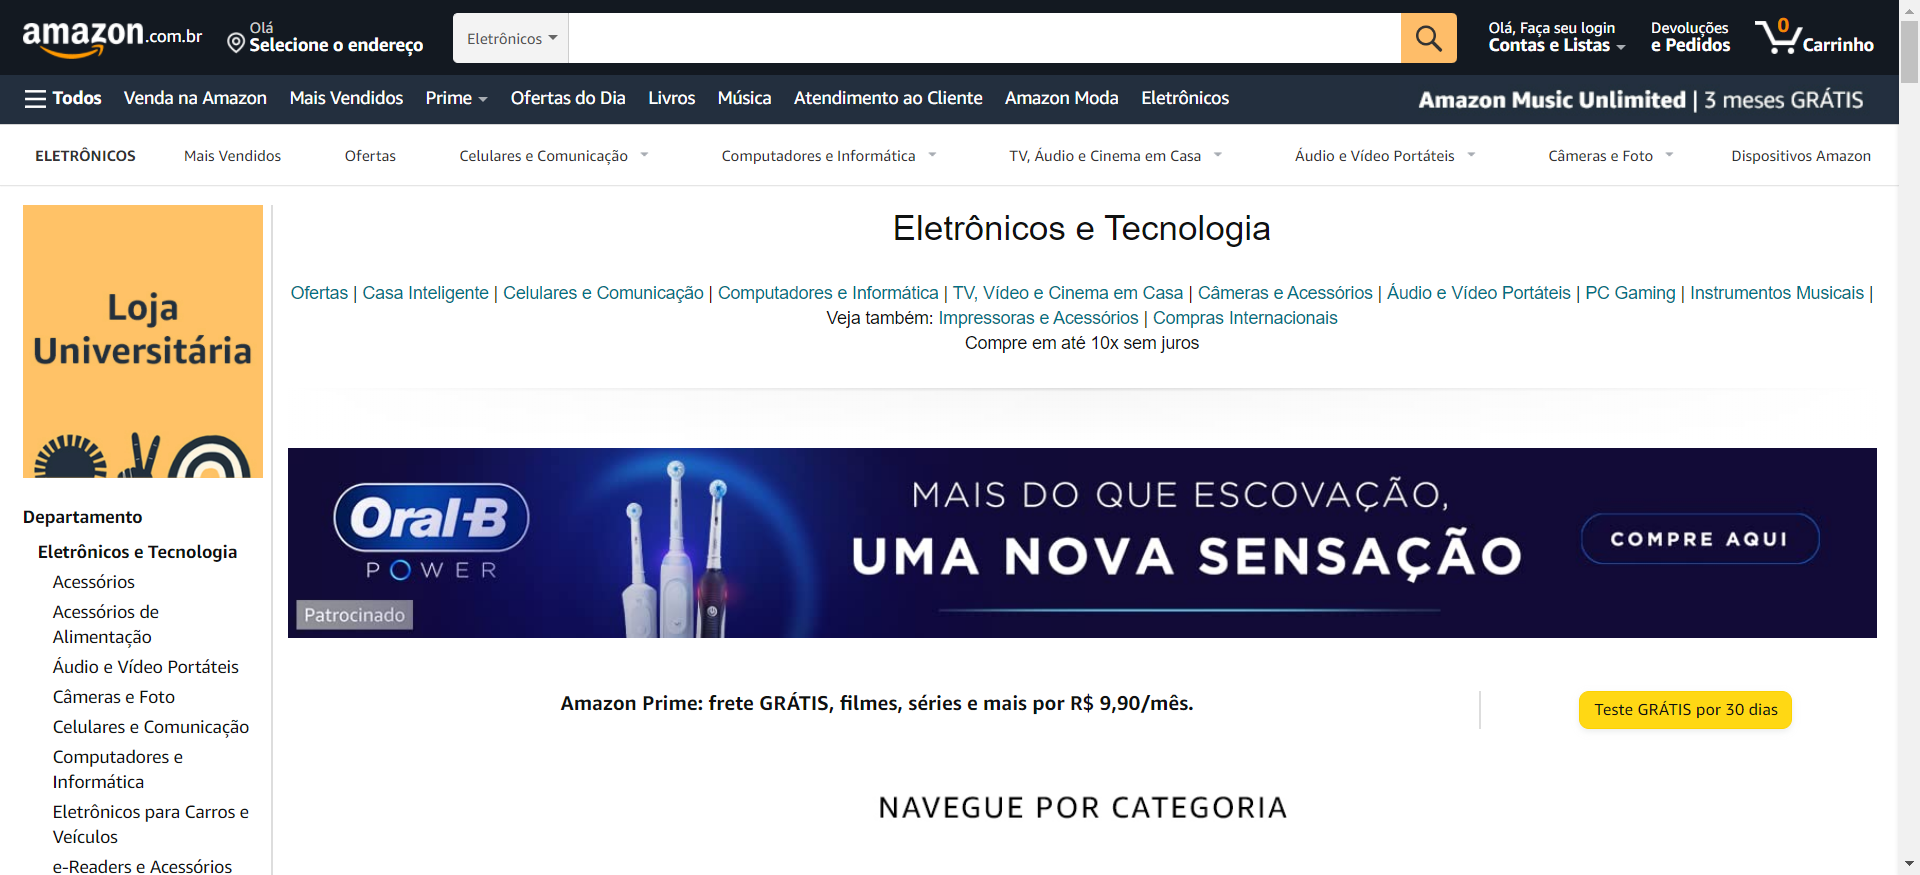 amazon.com.br
Olá
Selecione o endereço
Eletrônicos
Olá, Faça seu login
Contas e Listas
Devoluções
e Pedidos
0
Carrinho
Todos
Venda na Amazon
Mais Vendidos
Prime
Ofertas do Dia
Livros
Música
Atendimento ao Cliente
Amazon Moda
Eletrônicos
Amazon Music Unlimited | 3 meses GRÁTIS
ELETRÔNICOS
Mais Vendidos
Ofertas
Celulares e Comunicação
Computadores e Informática
TV, Áudio e Cinema em Casa
Áudio e Vídeo Portáteis
Câmeras e Foto
Dispositivos Amazon
Loja
Universitária
Departamento
Eletrônicos e Tecnologia
Acessórios
Acessórios de
Alimentação
Áudio e Vídeo Portáteis
Câmeras e Foto
Celulares e Comunicação
Computadores e
Informática
Eletrônicos para Carros e
Veículos
e-Readers e Acessórios
Eletrônicos e Tecnologia
Ofertas | Casa Inteligente | Celulares e Comunicação | Computadores e Informática | TV, Vídeo e Cinema em Casa | Câmeras e Acessórios | Áudio e Vídeo Portáteis | PC Gaming | Instrumentos Musicais |
Veja também: Impressoras e Acessórios | Compras Internacionais
Compre em até 10x sem juros
Oral-B
POWER
Patrocinado
MAIS DO QUE ESCOVAÇÃO,
UMA NOVA SENSAÇÃO
COMPRE AQUI
Amazon Prime: frete GRÁTIS, filmes, séries e mais por R$ 9,90/mês.
Teste GRÁTIS por 30 dias
NAVEGUE POR CATEGORIA